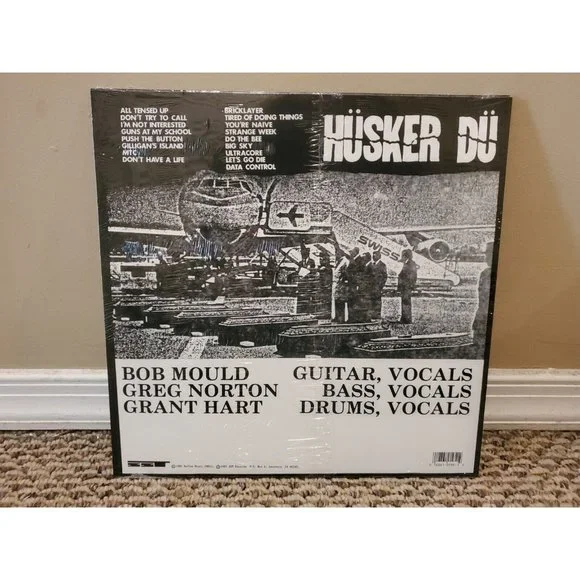 ALL TENSED UP
DON'T TRY TO CALL
I'M NOT INTERESTED
GUNS AT MY SCHOOL
PUSH THE BUTTON
GILLIGAN'S ISLAND
MTC
DON'T HAVE A LIFE
BRICKLAYER
TIRED OF DOING THINGS
YOU'RE NAIVE
STRANGE WEEK
DO THE BEE
BIG SKY
ULTRACORE
LET'S GO DIE
DATA CONTROL
HÜSKER DÜ
SWISS
BOB MOULD GUITAR, VOCALS
GREG NORTON BASS, VOCALS
GRANT HART DRUMS, VOCALS
SST